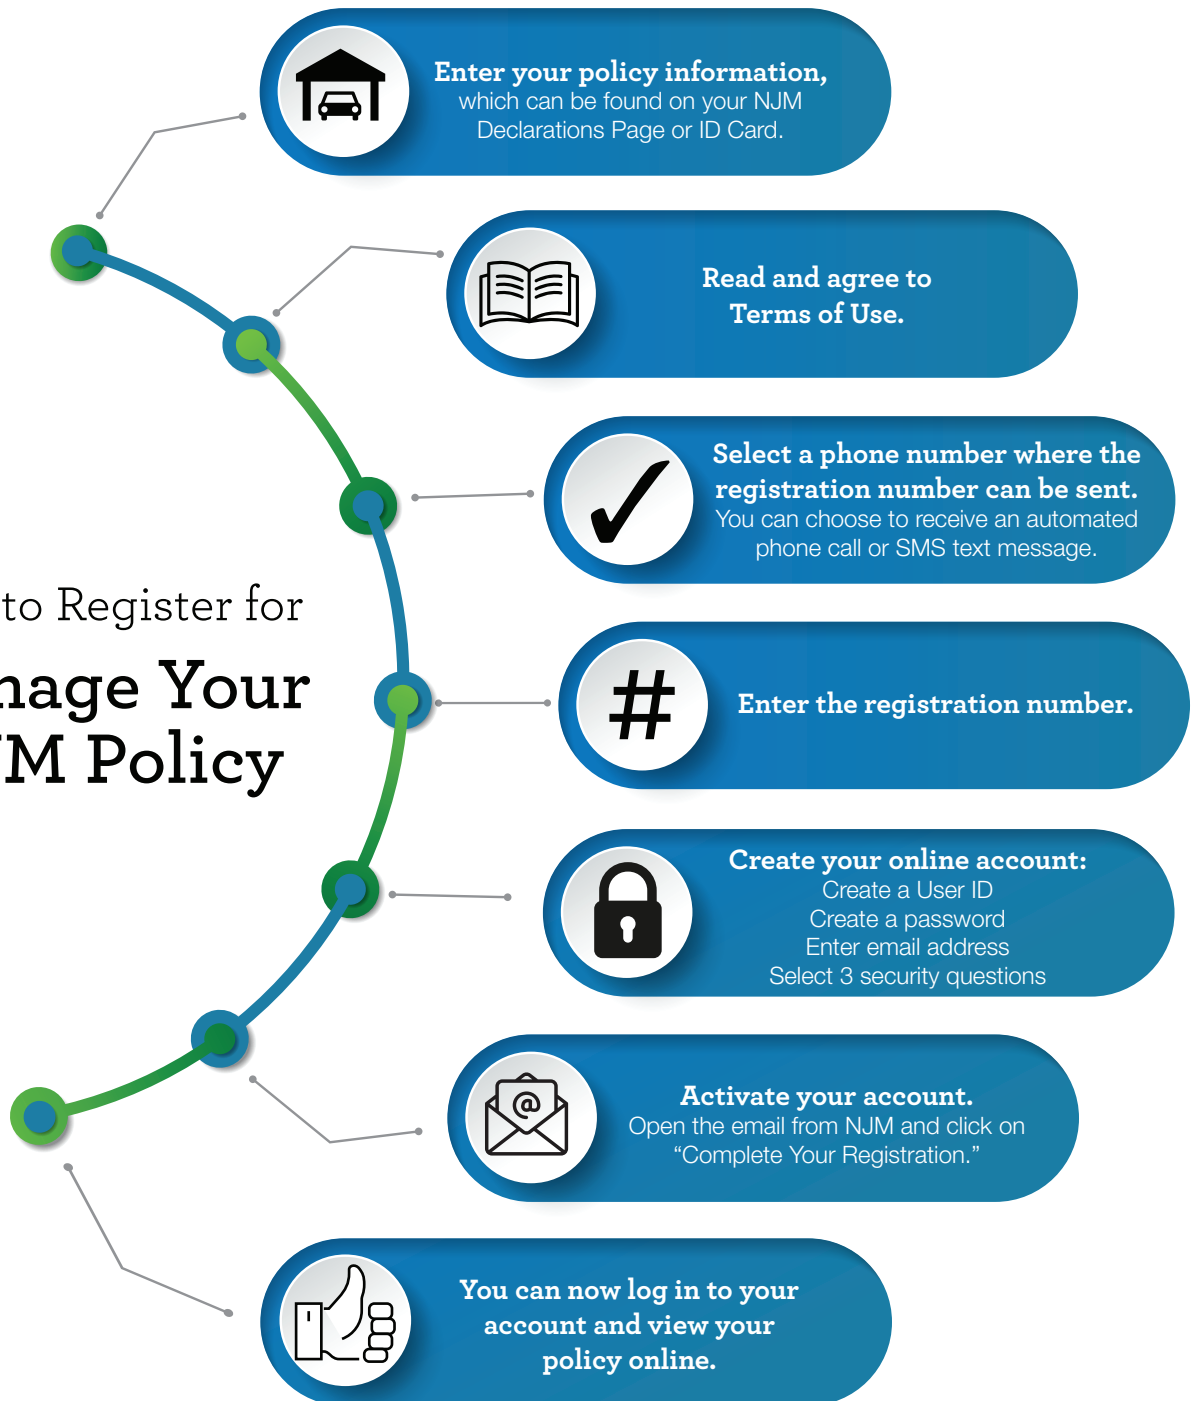 Enter your policy information,
which can be found on your NJM
Declarations Page or ID Card.
Read and agree to
Terms of Use.
Select a phone number where the
registration number can be sent.
You can choose to receive an automated
phone call or SMS text message.
to Register for
nage Your
M Policy
#
Enter the registration number.
Create your online account:
Create a User ID
Create a password
Enter email address
Select 3 security questions
@
Activate your account.
Open the email from NJM and click on
“Complete Your Registration.”
You can now log in to your
account and view your
policy online.